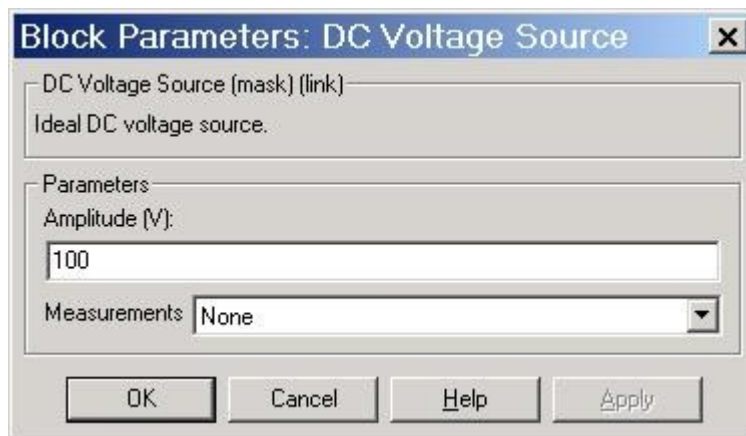 Block Parameters: DC Voltage Source
DC Voltage Source (mask) (link)
Ideal DC voltage source.
Parameters
Amplitude (V):
100
Measurements None
OK Cancel Help Apply